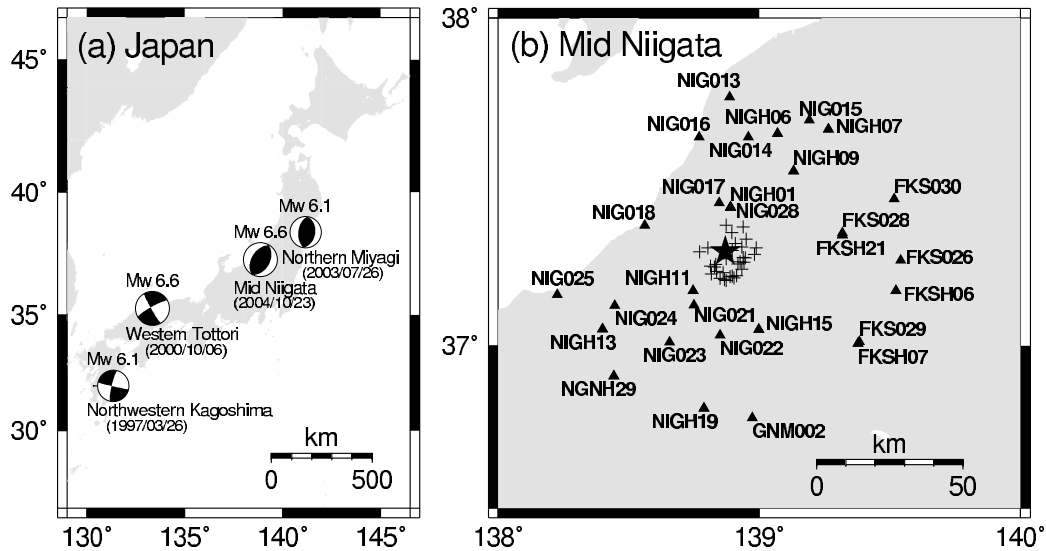 (a) Japan
45°
40°
35°
30°
130°
135°
140°
145°
Mw 6.1
Mw 6.6
Northern Miyagi
(2003/07/26)
Mid Niigata
(2004/10/23)
Mw 6.6
Western Tottori
(2000/10/06)
Mw 6.1
Northwestern Kagoshima
(1997/03/26)
km
0
500
(b) Mid Niigata
38°
37°
138°
139°
140°
NIG013
NIGH06
NIG015
NIGH07
NIG016
NIG014
NIGH09
NIG017
NIGH01
NIG028
FKS030
NIG018
FKS028
FKSH21
FKS026
NIG025
NIGH11
FKSH06
NIG024
NIG021
NIGH15
FKS029
NIGH13
NIG023
NIG022
FKSH07
NGNH29
NIGH19
GNM002
km
0
50